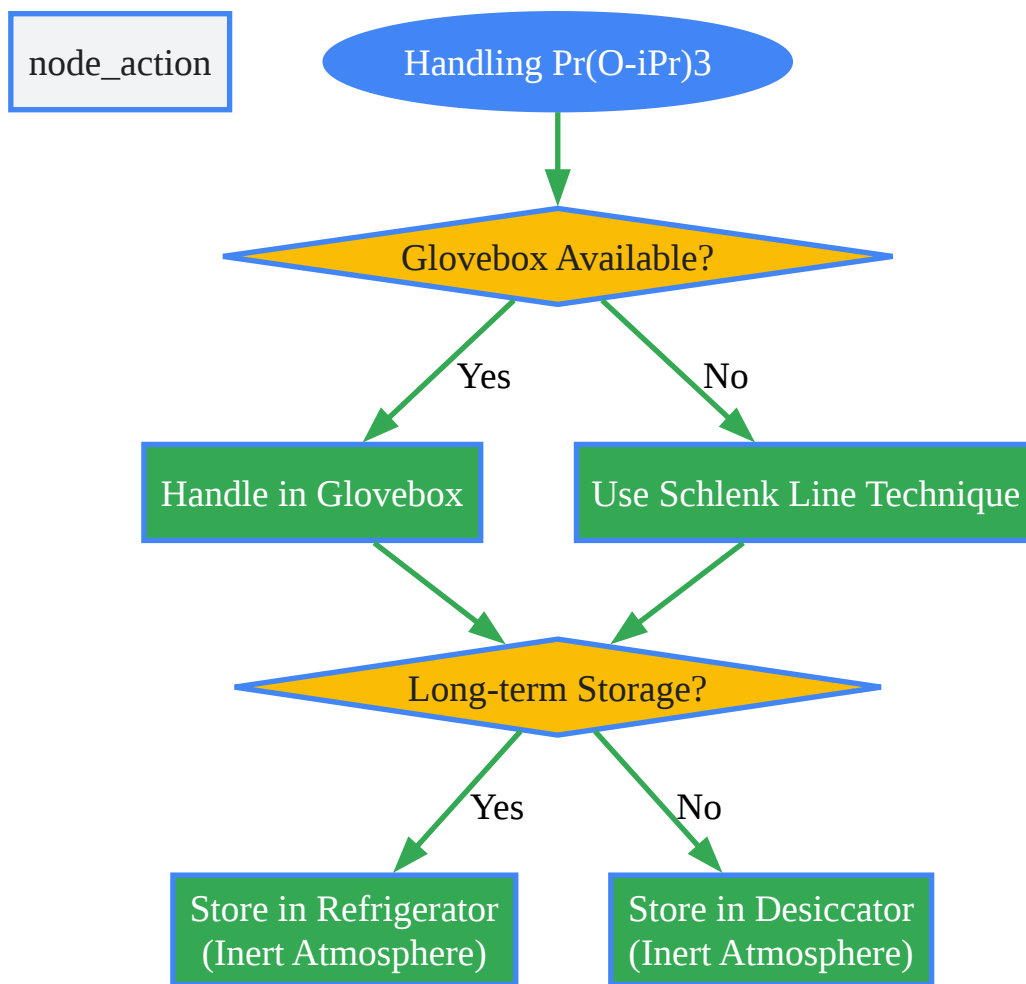 node_action
Handling Pr(O-iPr)3
Glovebox Available?
Yes
No
Handle in Glovebox
Use Schlenk Line Technique
Long-term Storage?
Yes
No
Store in Refrigerator
(Inert Atmosphere)
Store in Desiccator
(Inert Atmosphere)